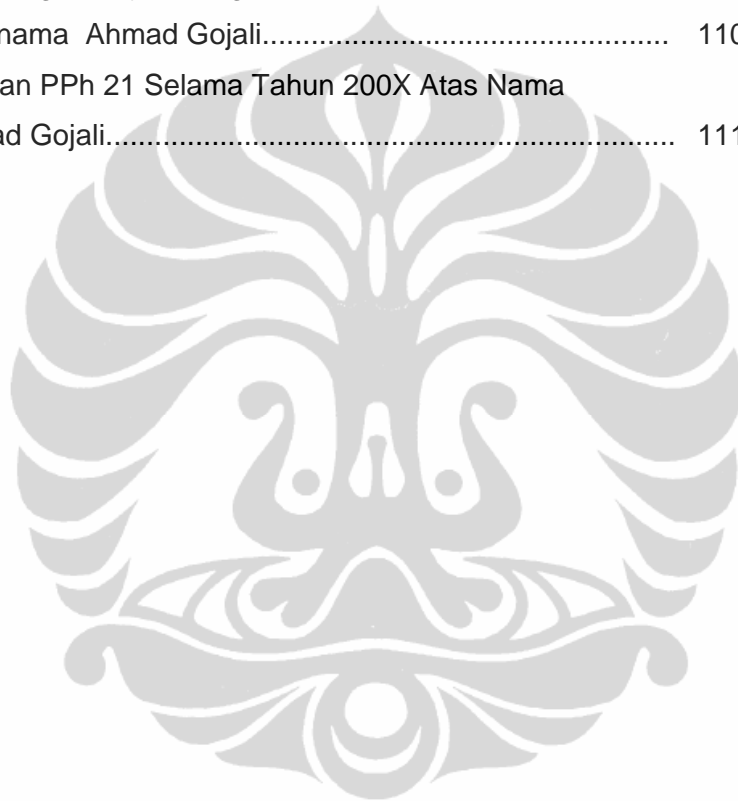 nama Ahmad Gojali................................................. 110
an PPh 21 Selama Tahun 200X Atas Nama
ad Gojali.................................................................... 111